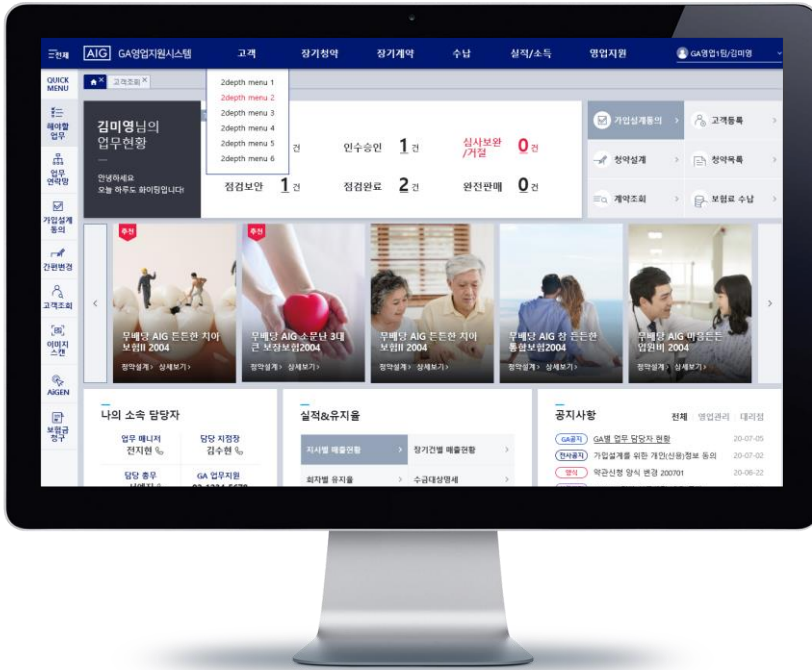 전체
AIG GA영업지원시스템
고객 장기청약 장기계약 수납 실적/소득 영업지원
GA영업1팀/김미영
QUICK
MENU
고객조회
해야할
업무
업무
연락망
가입설계
동의
간편변경
고객조회
이미지
스캔
AiGEN
보험금
청구
김미영님의
업무현황
안녕하세요
오늘 하루도 화이팅입니다!
2depth menu 1
2depth menu 2
2depth menu 3
2depth menu 4
2depth menu 5
2depth menu 6
건
인수승인 1 건
심사보완
/거절 0 건
점검보안 1 건
점검완료 2 건
완전판매 0 건
가입설계동의
고객등록
청약설계
청약목록
계약조회
보험료 수납
추천
무배당 AIG 든든한 치아
보험II 2004
청약설계 상세보기
추천
무배당 AIG 소문난 3대
큰 보장보험2004
청약설계 상세보기
무배당 AIG 든든한 치아
보험II 2004
청약설계 상세보기
무배당 AIG 참 든든한
통합보험2004
청약설계 상세보기
무배당 AIG 마음든든
입원비 2004
청약설계 상세보기
나의 소속 담당자
업무 매니저
전지현
담당 지점장
김수현
담당 총무
GA 업무지원
실적&유지율
지사별 매출현황
장기건별 매출현황
회차별 유지율
수금대상명세
공지사항
전체 영업관리 대리점
GA공지 GA별 업무 담당자 현황 20-07-05
전사공지 가입설계를 위한 개인(신용)정보 동의 20-07-02
양식 약관신청 양식 변경 200701 20-06-22